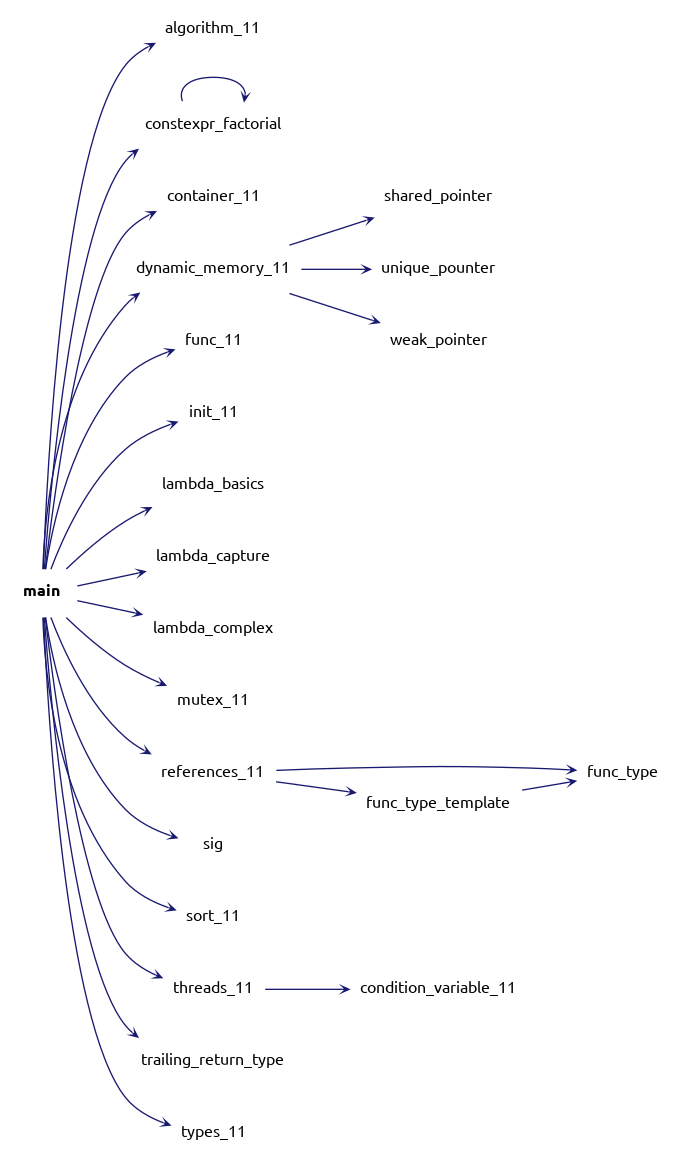 algorithm_11
constexpr_factorial
container_11
shared_pointer
dynamic_memory_11
unique_pounter
func_11
weak_pointer
init_11
lambda_basics
lambda_capture
main
lambda_complex
mutex_11
references_11
func_type
func_type_template
sig
sort_11
threads_11
condition_variable_11
trailing_return_type
types_11